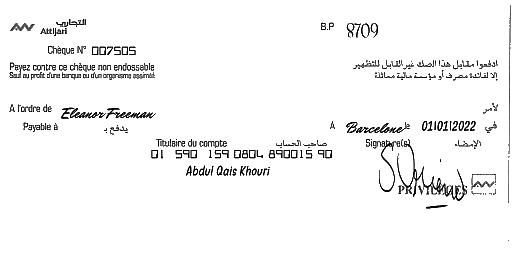 التجاري
Attijari
B.P 8709
Chèque N° 007505
Payez contre ce chèque non endossable
Sauf au profit d'une banque ou d'un organisme assimilé
ادفعوا مقابل هذا الصك غير القابل للتظهير
إلا لفائدة مصرف أو مؤسسة مالية مماثلة
A l'ordre de Eleanor Freeman
لأمر
Payable à
يدفع بـ
A Barcelone le 01/01/2022 في
Titulaire du compte صاحب الحساب
Signature(s) الإمضاء
01 590 159 0804 890015 90
Abdul Qais Khouri
PRIVILEGES